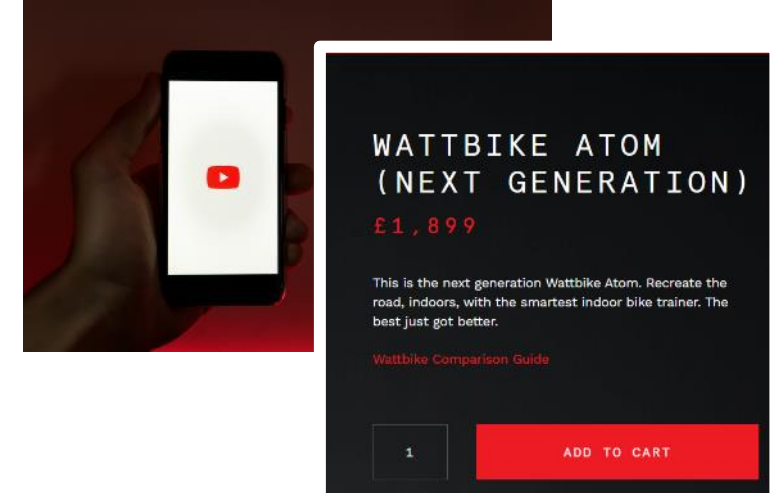 WATTBIKE ATOM
(NEXT GENERATION)
£1,899
This is the next generation Wattbike Atom. Recreate the
road, indoors, with the smartest indoor bike trainer. The
best just got better.
Wattbike Comparison Guide
1
ADD TO CART